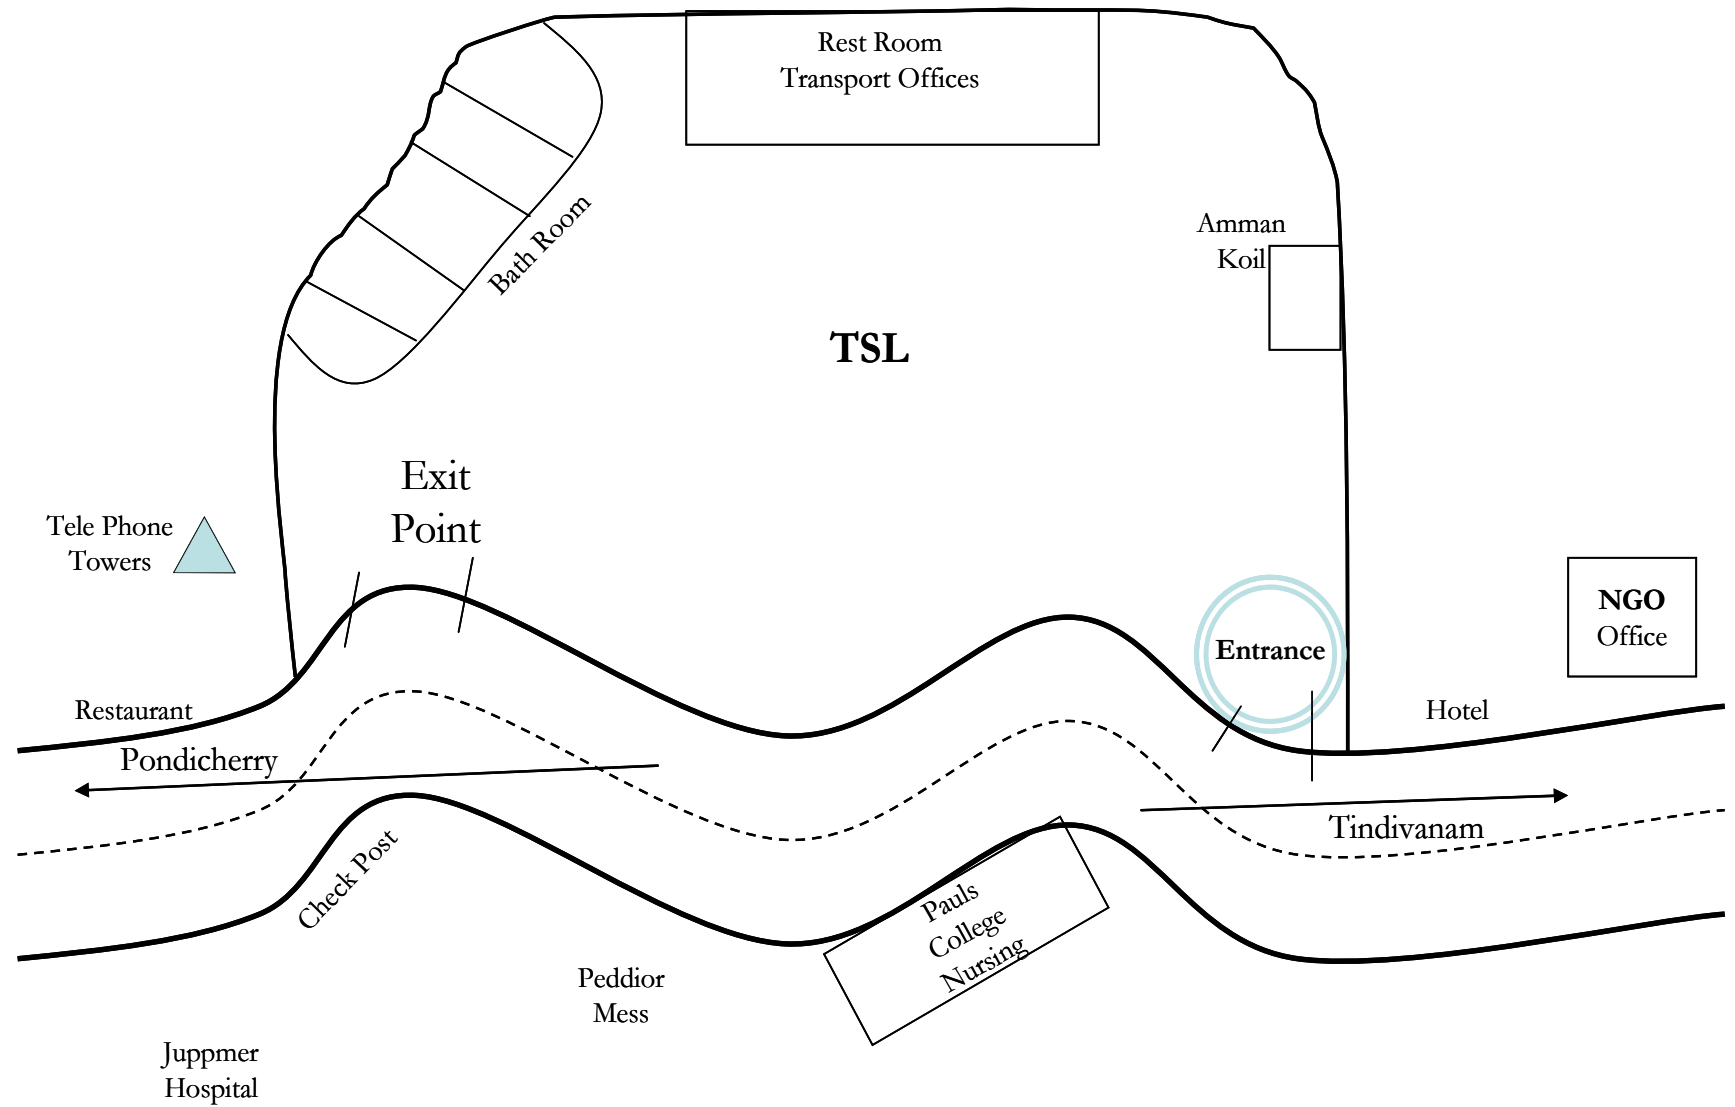 Rest Room
Transport Offices
Bath Room
Amman
Koil
TSL
Exit
Point
Tele Phone
Towers
Entrance
NGO
Office
Restaurant
Hotel
Pondicherry
Tindivanam
Check Post
Pauls
College
Nursing
Peddior
Mess
Juppmer
Hospital